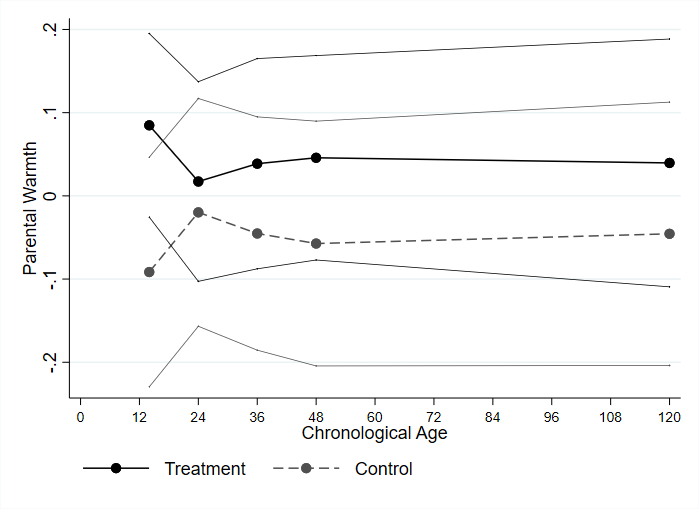 .2
.1
0
-.1
-.2
Parental Warmth
0 12 24 36 48 60 72 84 96 108 120
Chronological Age
Treatment Control